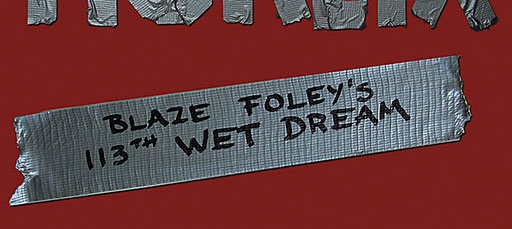 BLAZE FOLEY'S
113TH WET DREAM